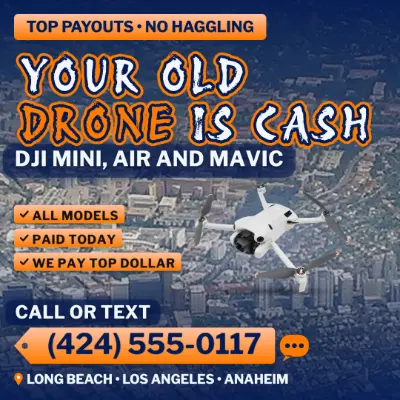 TOP PAYOUTS • NO HAGGLING
YOUR OLD
DRONE IS CASH
DJI MINI, AIR AND MAVIC
ALL MODELS
PAID TODAY
WE PAY TOP DOLLAR
CALL OR TEXT
(424) 555-0117
LONG BEACH • LOS ANGELES • ANAHEIM